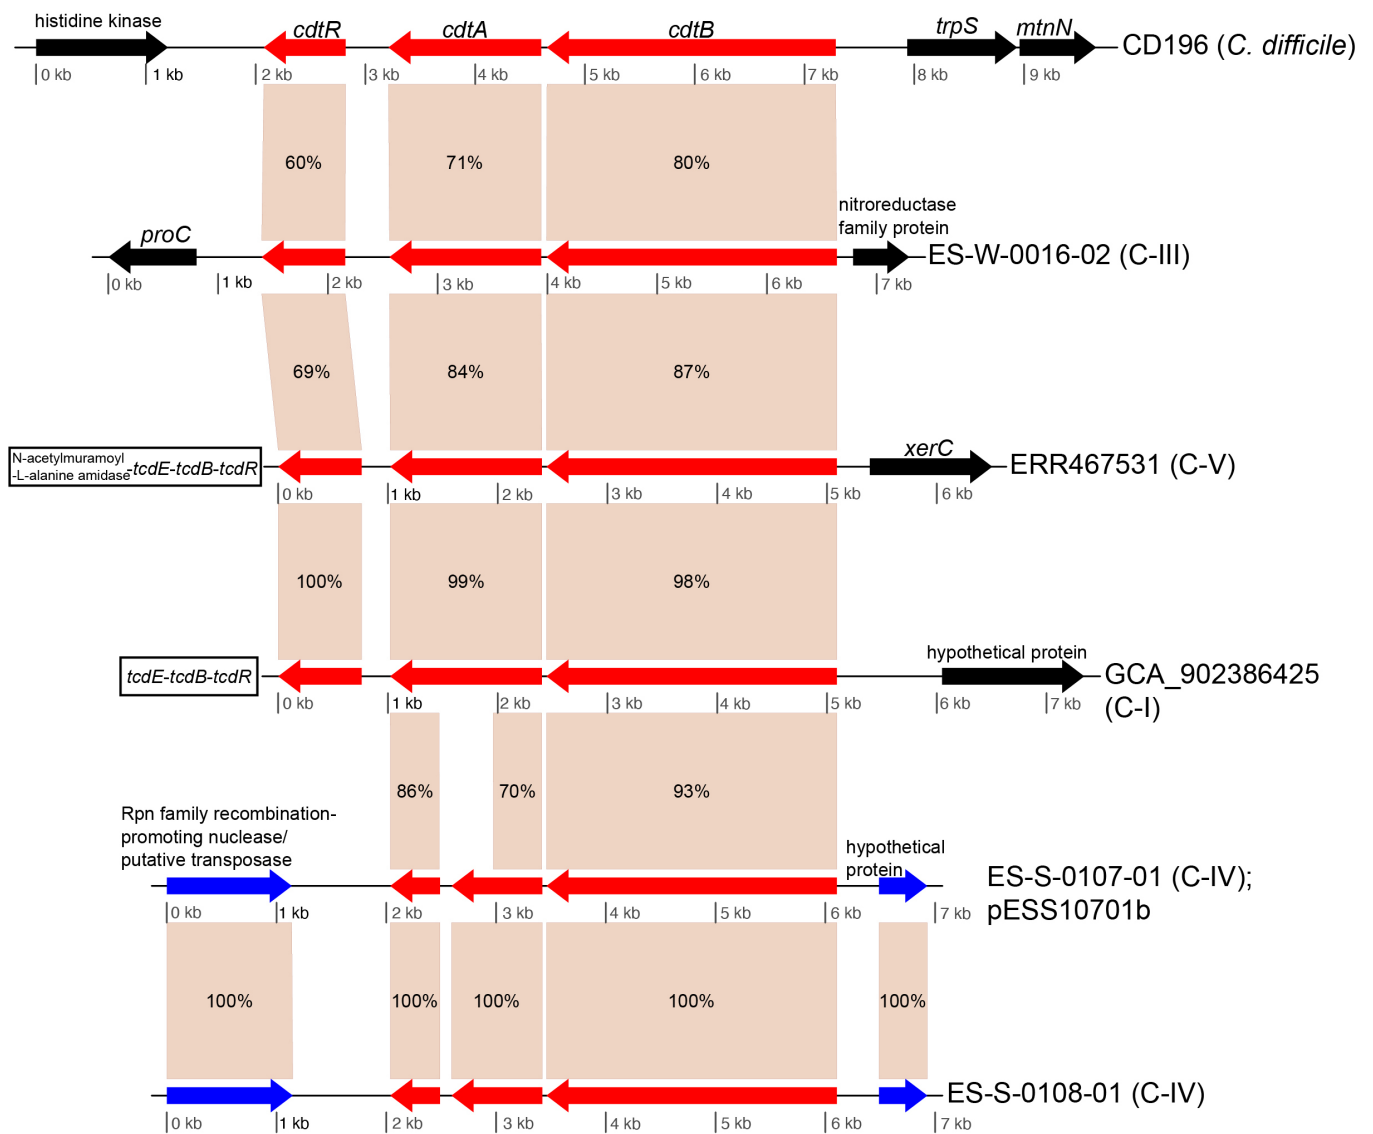 histidine kinase
cdtR cdtA cdtB trpS mtnN
CD196 (C. difficile)
0 kb 1 kb 2 kb 3 kb 4 kb 5 kb 6 kb 7 kb 8 kb 9 kb
60% 71% 80%
nitroreductase
family protein
proC
ES-W-0016-02 (C-III)
0 kb 1 kb 2 kb 3 kb 4 kb 5 kb 6 kb 7 kb
69% 84% 87%
xerC
N-acetylmuramoyl
-L-alanine amidase-tcdE-tcdB-tcdR
ERR467531 (C-V)
0 kb 1 kb 2 kb 3 kb 4 kb 5 kb 6 kb
100% 99% 98%
hypothetical protein
tcdE-tcdB-tcdR
GCA_902386425
(C-I)
0 kb 1 kb 2 kb 3 kb 4 kb 5 kb 6 kb 7 kb
86% 70% 93%
Rpn family recombination-
promoting nuclease/
putative transposase
hypothetical
protein
ES-S-0107-01 (C-IV);
pESS10701b
0 kb 1 kb 2 kb 3 kb 4 kb 5 kb 6 kb 7 kb
100% 100% 100% 100% 100%
ES-S-0108-01 (C-IV)
0 kb 1 kb 2 kb 3 kb 4 kb 5 kb 6 kb 7 kb